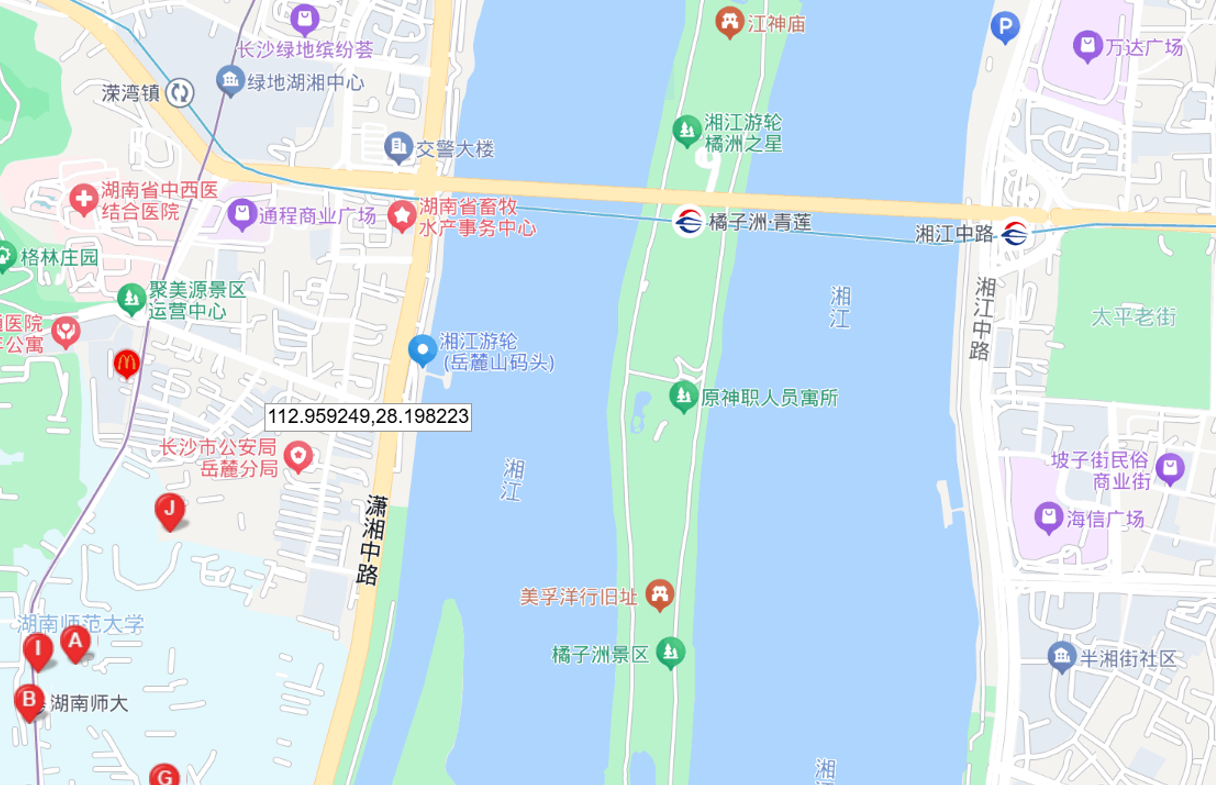 江神庙
P
长沙绿地缤纷荟
万达广场
绿地湖湘中心
溁湾镇
湘江游轮
橘洲之星
交警大楼
湖南省中西医
结合医院
通程商业广场
湖南省畜牧
水产事务中心
橘子洲·青莲
湘江中路
格林庄园
聚美源景区
运营中心
湘江
湘江中路
太平老街
通医院
公寓
湘江游轮
(岳麓山码头)
原神职人员寓所
112.959249,28.198223
长沙市公安局
岳麓分局
湘江
坡子街民俗
商业街
海信广场
J
潇湘中路
美孚洋行旧址
湖南师范大学
I
A
橘子洲景区
半湘街社区
B
湖南师大
G
湘